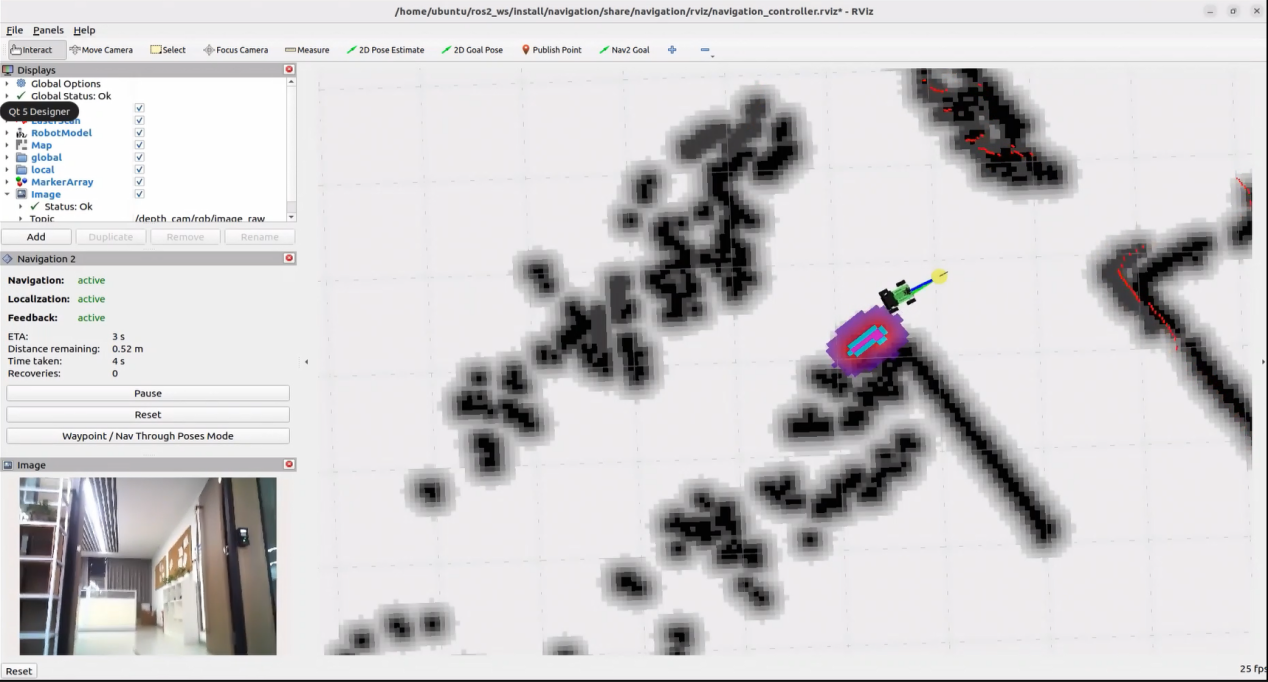 /home/ubuntu/ros2_ws/install/navigation/share/navigation/rviz/navigation_controller.rviz* - RViz
File Panels Help
Interact Move Camera Select Focus Camera Measure 2D Pose Estimate 2D Goal Pose Publish Point Nav2 Goal
Displays
Global Options
Global Status: Ok
Qt 5 Designer
LaserScan
RobotModel
Map
global
local
MarkerArray
Image
Status: Ok
Topic /depth_cam/rgb/image_raw
Add Duplicate Remove Rename
Navigation 2
Navigation: active
Localization: active
Feedback: active
ETA: 3 s
Distance remaining: 0.52 m
Time taken: 4 s
Recoveries: 0
Pause
Reset
Waypoint / Nav Through Poses Mode
Image
Reset 25 fps